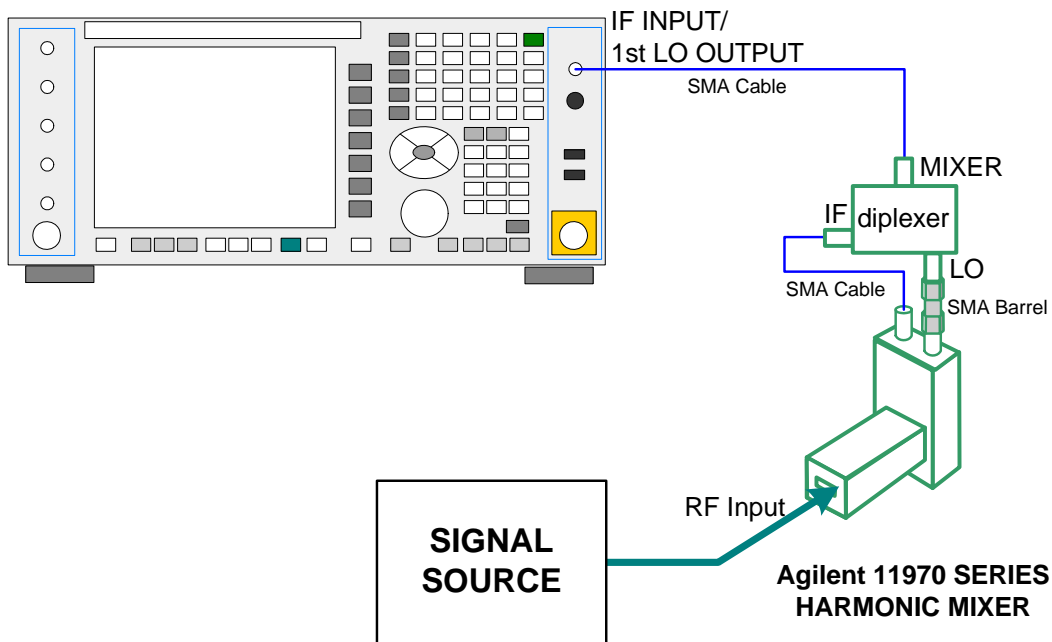 IF INPUT/
1st LO OUTPUT
SMA Cable
MIXER
IF
diplexer
LO
SMA Cable
SMA Barrel
RF Input
SIGNAL
SOURCE
Agilent 11970 SERIES
HARMONIC MIXER